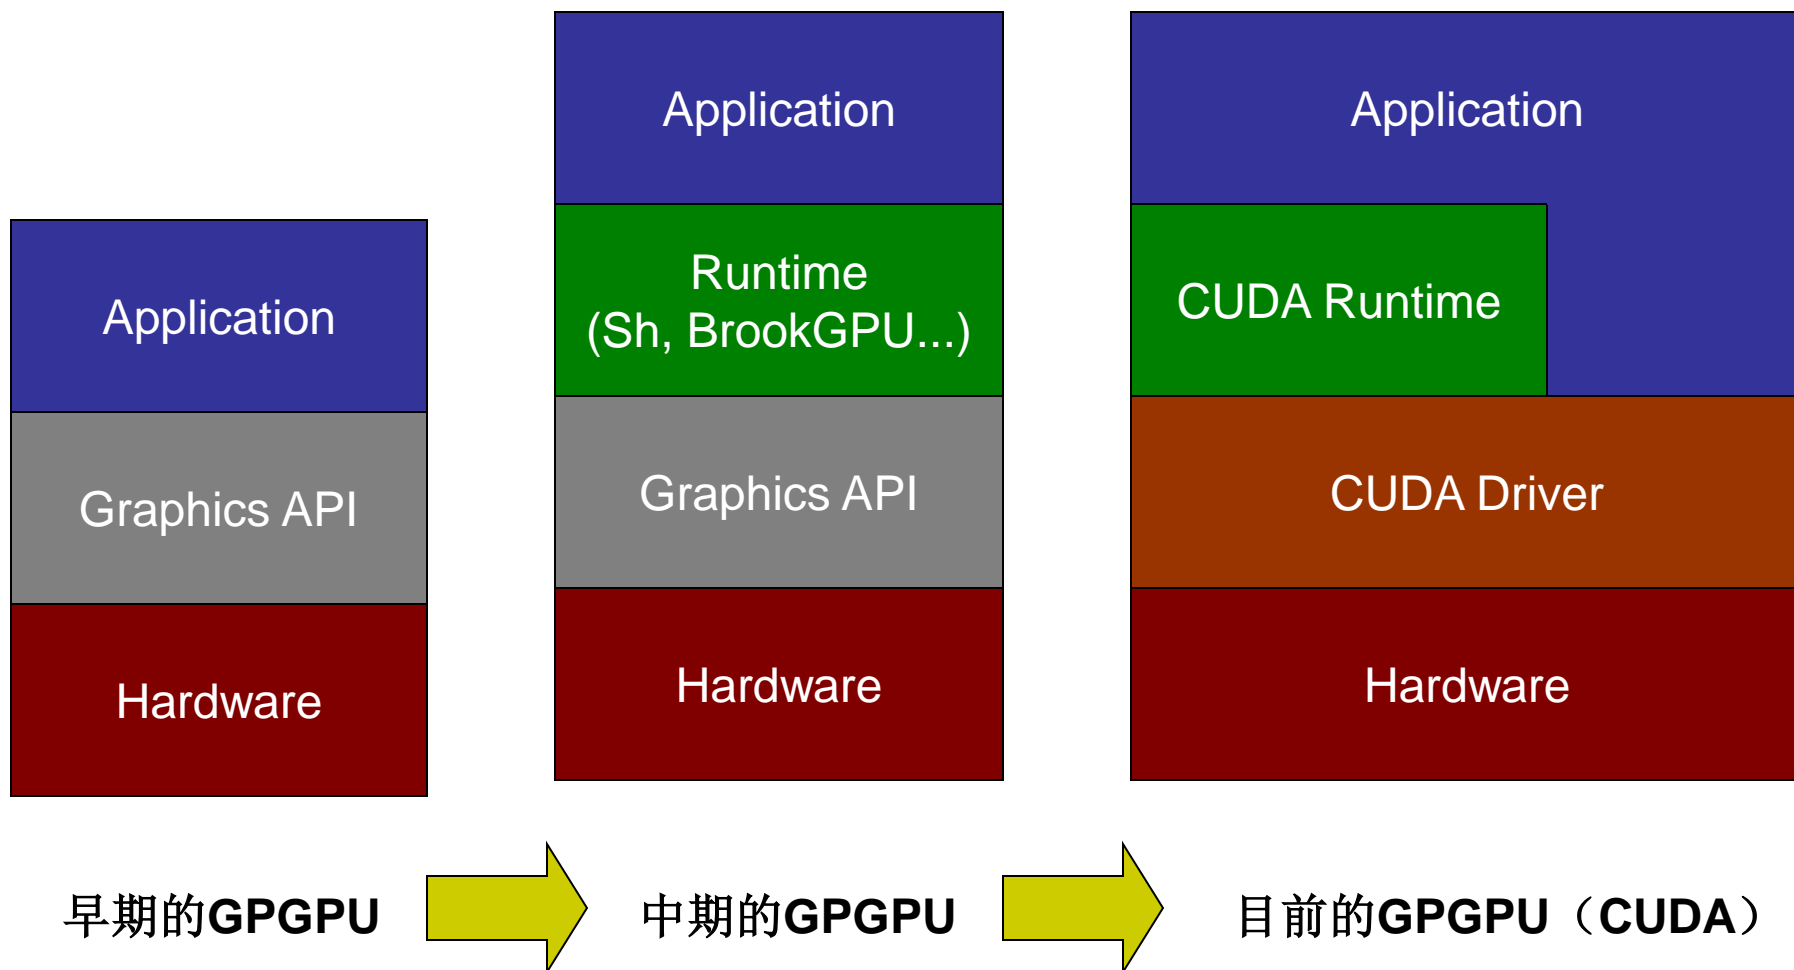 Application
Graphics API
Hardware
早期的GPGPU
Application
Runtime
(Sh, BrookGPU...)
Graphics API
Hardware
中期的GPGPU
Application
CUDA Runtime
CUDA Driver
Hardware
目前的GPGPU（CUDA）